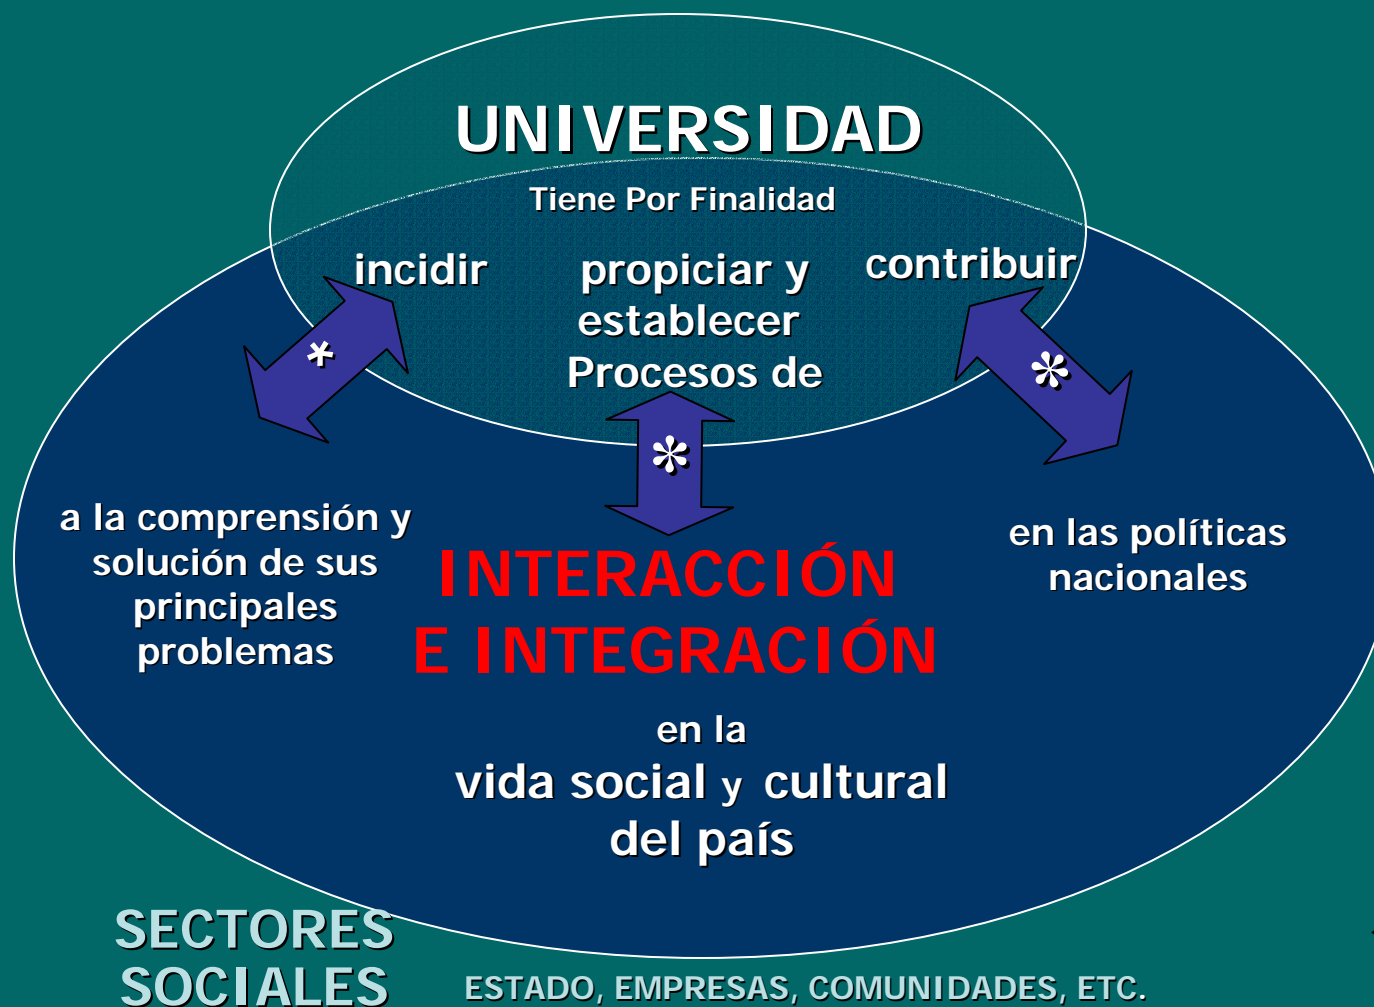 UNIVERSIDAD
Tiene Por Finalidad
incidir
propiciar y
establecer
Procesos de
contribuir
*
*
*
a la comprensión y
solución de sus
principales
problemas
INTERACCIÓN
E INTEGRACIÓN
en las políticas
nacionales
en la
vida social y cultural
del país
SECTORES
SOCIALES
ESTADO, EMPRESAS, COMUNIDADES, ETC.